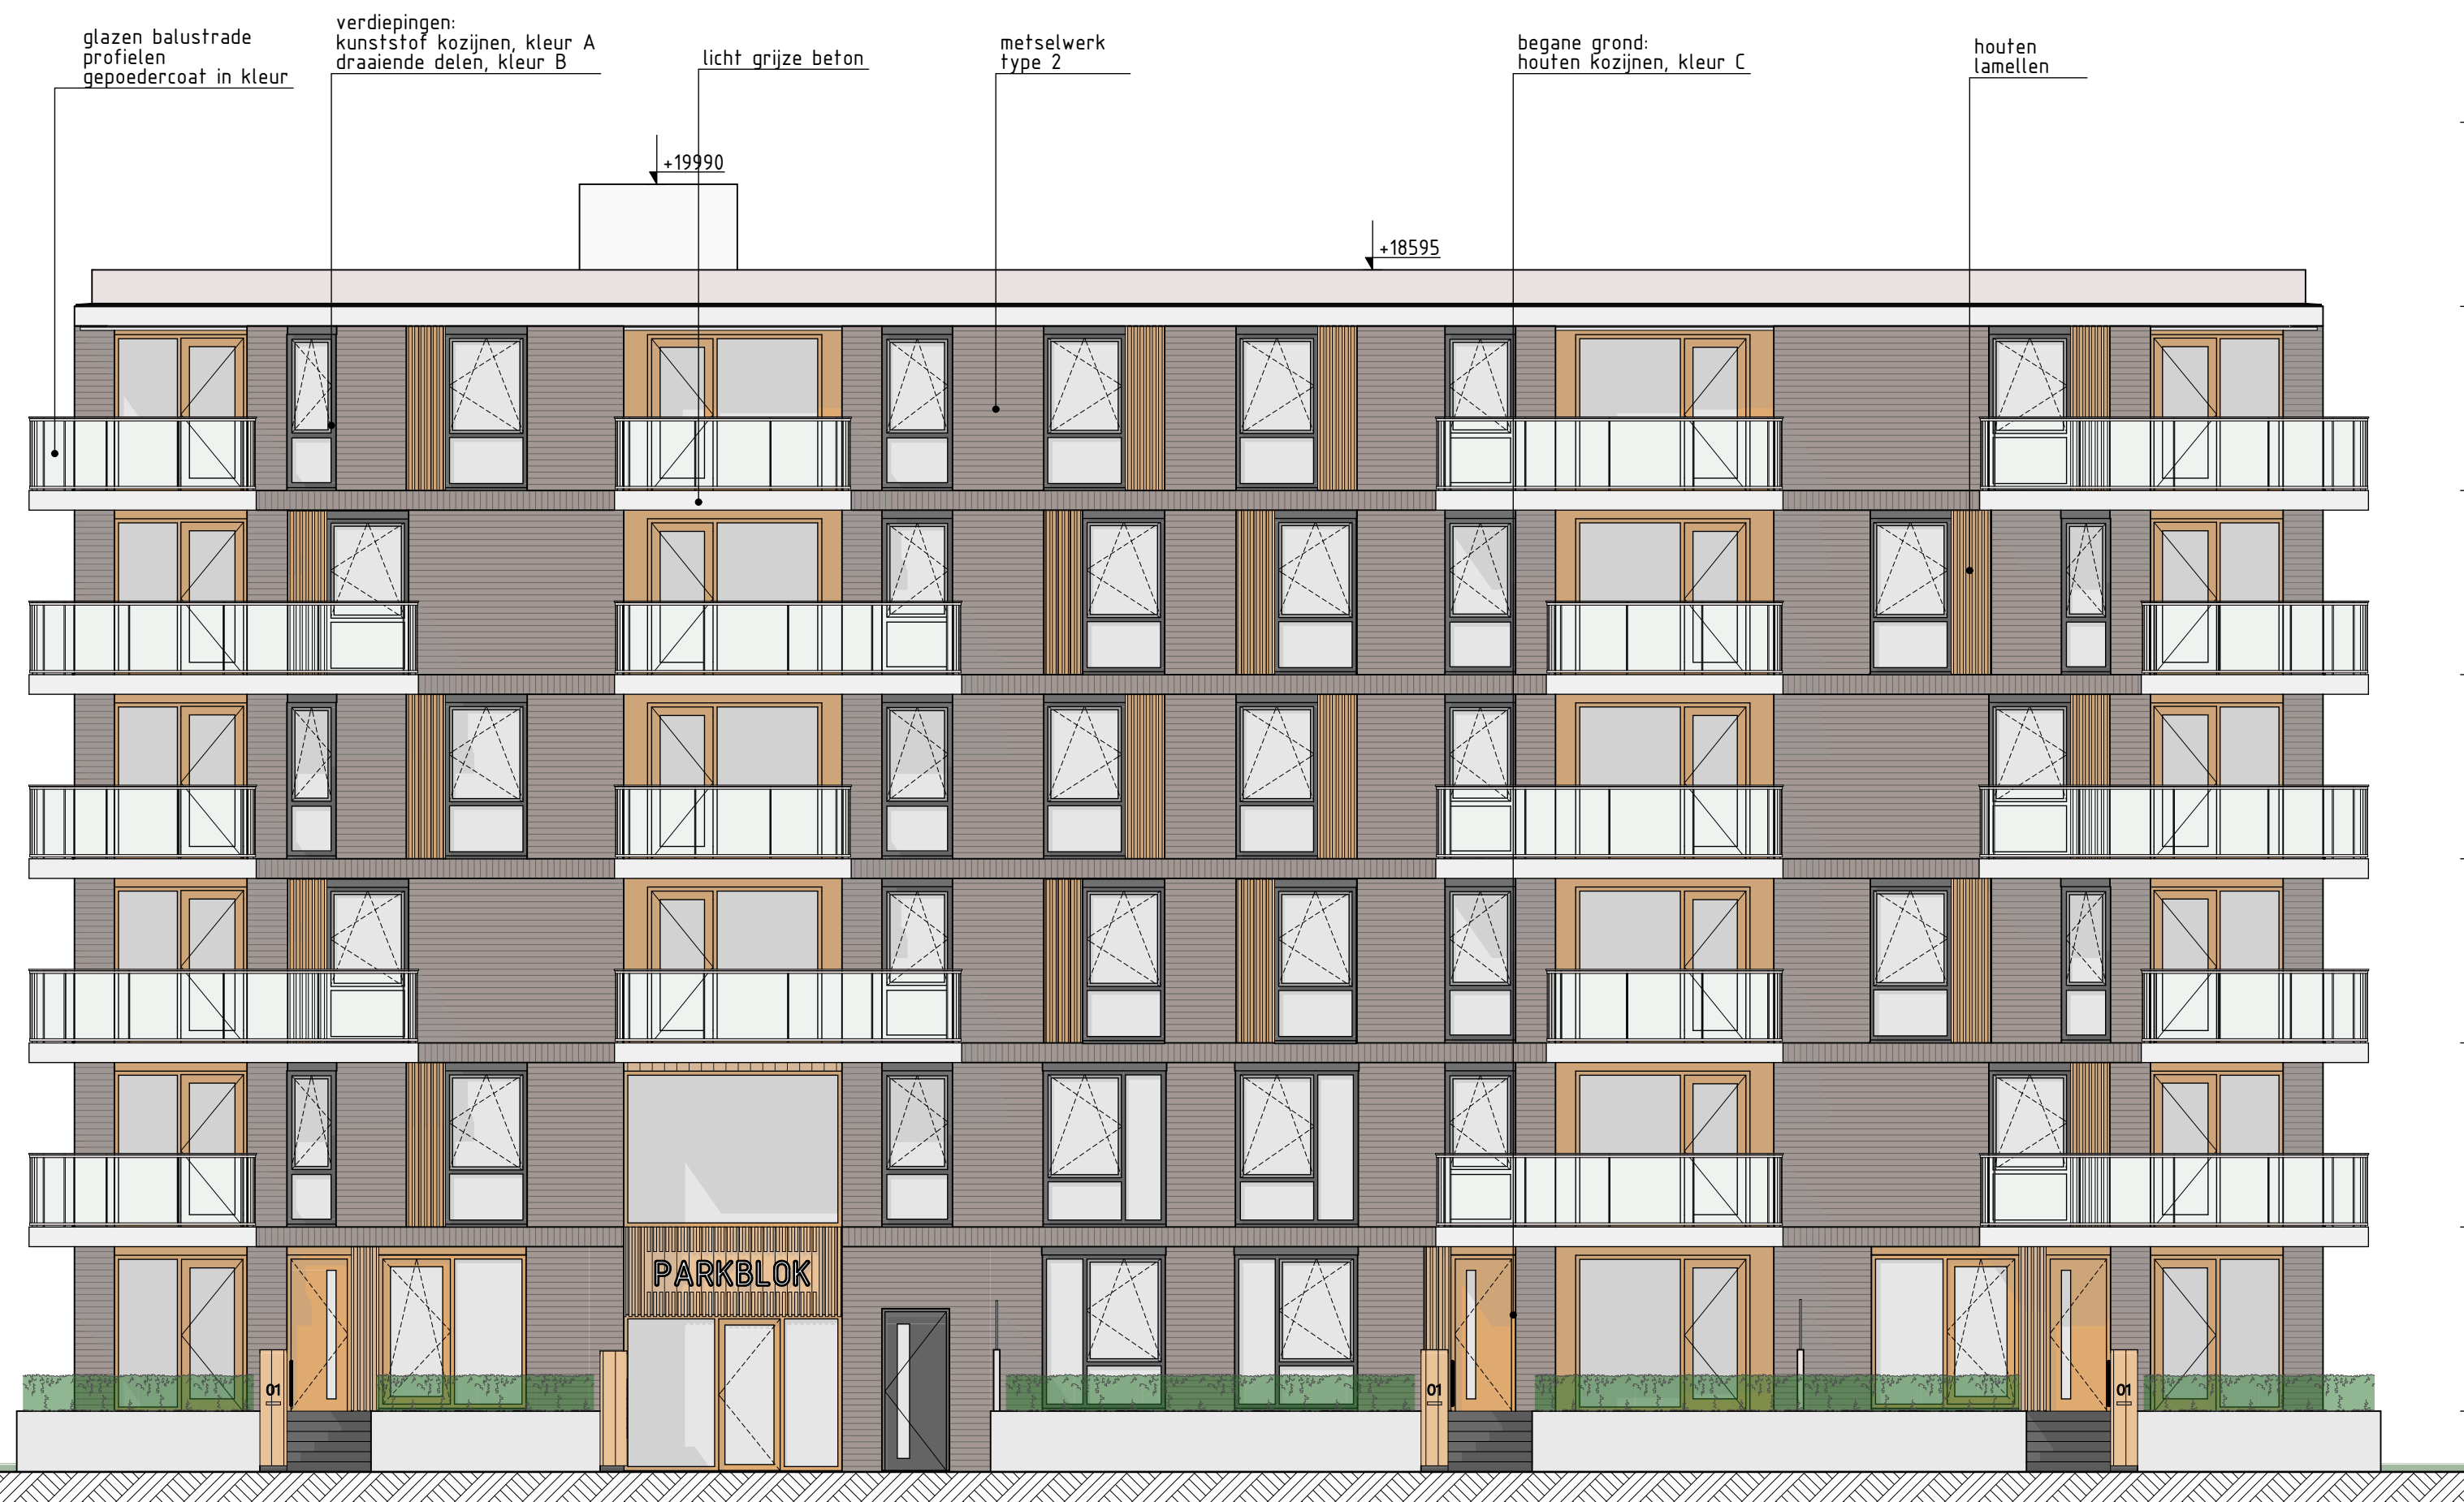 glazen balustrade
profielen
gepoedercoat in kleur
verdiepingen:
kunststof kozijnen, kleur A
draaiende delen, kleur B
licht grijze beton
metselwerk
type 2
begane grond:
houten kozijnen, kleur C
houten
lamellen
+19990
+18595
PARKBLOK
01
01
01